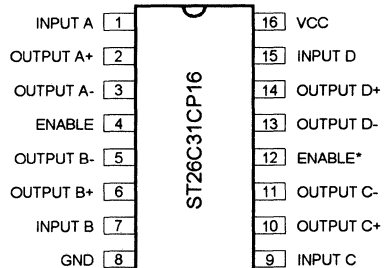 INPUT A 1 16 VCC
OUTPUT A+ 2 15 INPUT D
OUTPUT A- 3 14 OUTPUT D+
ENABLE 4 13 OUTPUT D-
OUTPUT B- 5 12 ENABLE*
OUTPUT B+ 6 11 OUTPUT C-
INPUT B 7 10 OUTPUT C+
GND 8 9 INPUT C
ST26C31CP16